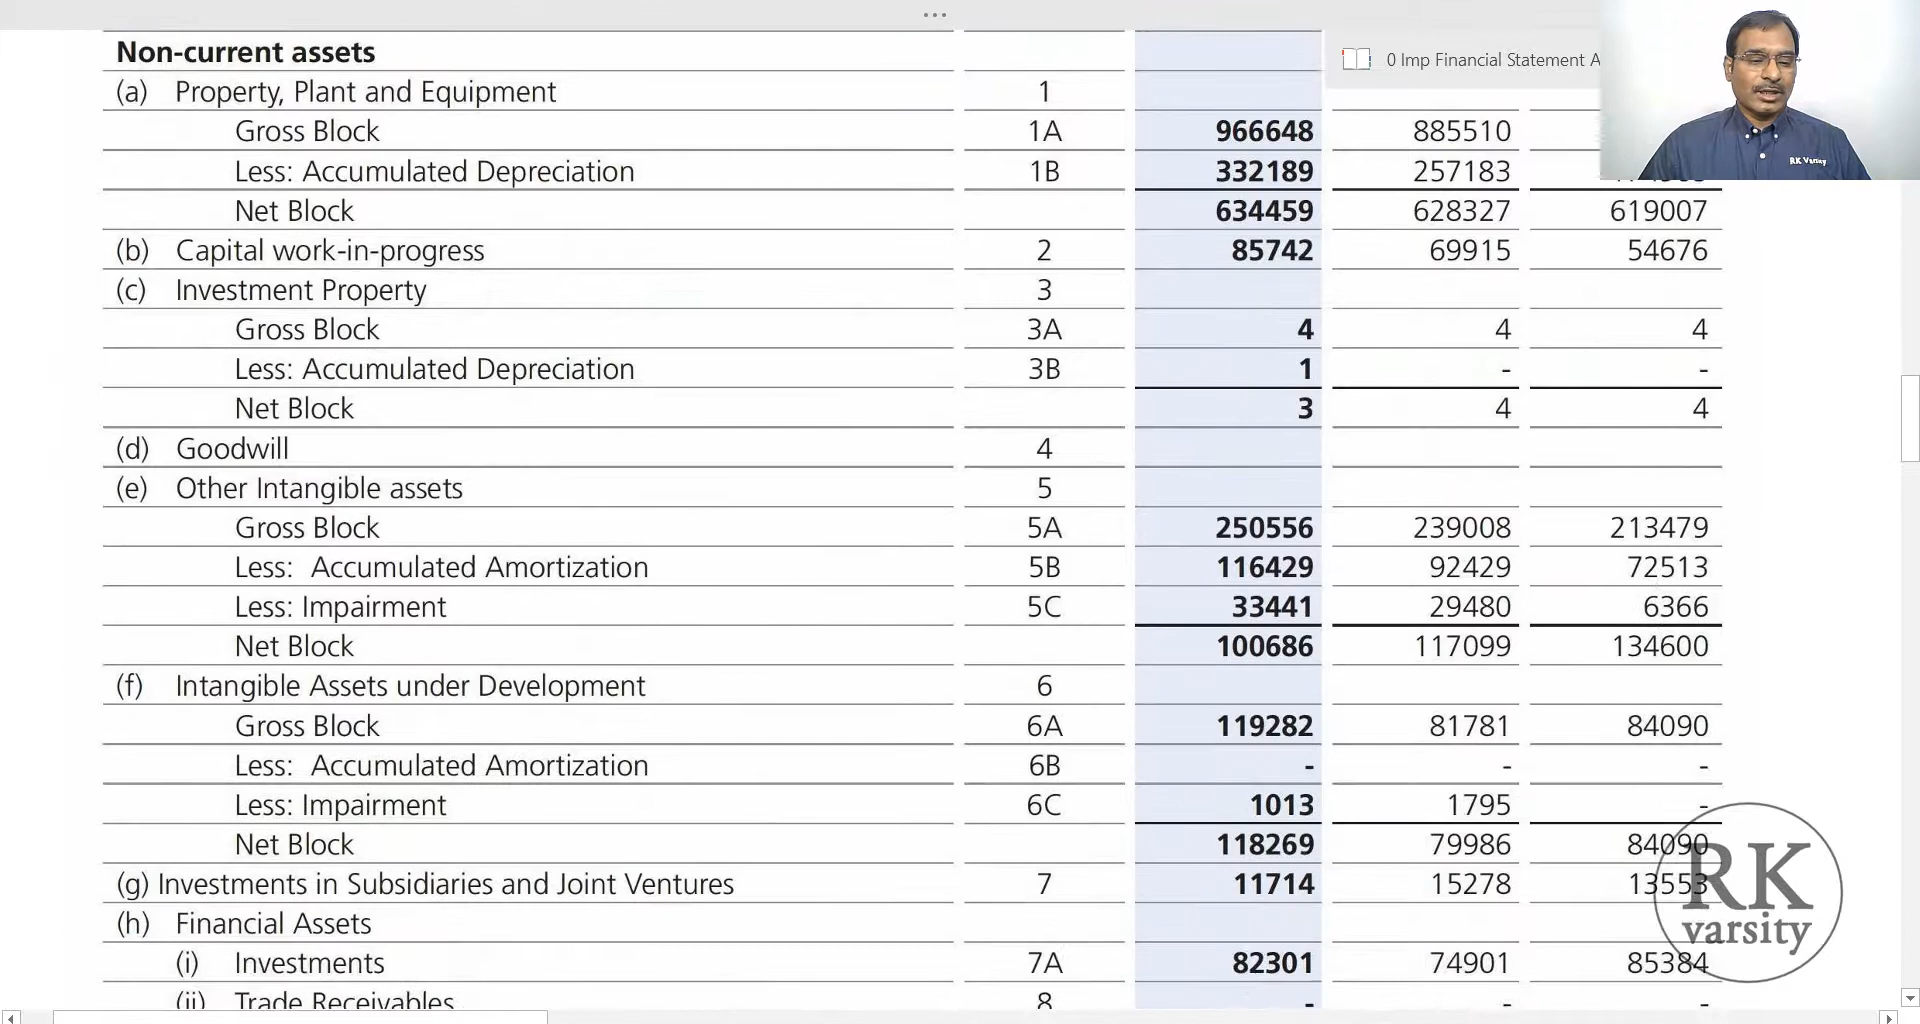 ...
Non-current assets
0 Imp Financial Statement A
(a) Property, Plant and Equipment 1
Gross Block 1A 966648 885510
RK Varsity
Less: Accumulated Depreciation 1B 332189 257183
Net Block 634459 628327 619007
(b) Capital work-in-progress 2 85742 69915 54676
(c) Investment Property 3
Gross Block 3A 4 4 4
Less: Accumulated Depreciation 3B 1 - -
Net Block 3 4 4
(d) Goodwill 4
(e) Other Intangible assets 5
Gross Block 5A 250556 239008 213479
Less: Accumulated Amortization 5B 116429 92429 72513
Less: Impairment 5C 33441 29480 6366
Net Block 100686 117099 134600
(f) Intangible Assets under Development 6
Gross Block 6A 119282 81781 84090
Less: Accumulated Amortization 6B - - -
Less: Impairment 6C 1013 1795 -
Net Block 118269 79986 84090
(g) Investments in Subsidiaries and Joint Ventures 7 11714 15278 13553
(h) Financial Assets
(i) Investments 7A 82301 74901 85384
(ii) Trade Receivables 8 - - -
RK
varsity